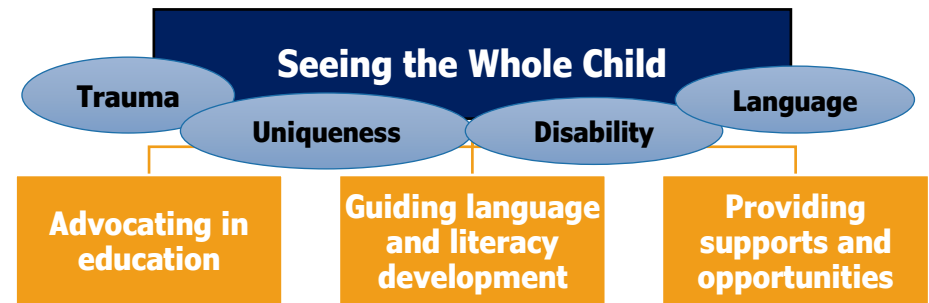 Seeing the Whole Child
Trauma
Uniqueness
Disability
Language
Advocating in
education
Guiding language
and literacy
development
Providing
supports and
opportunities